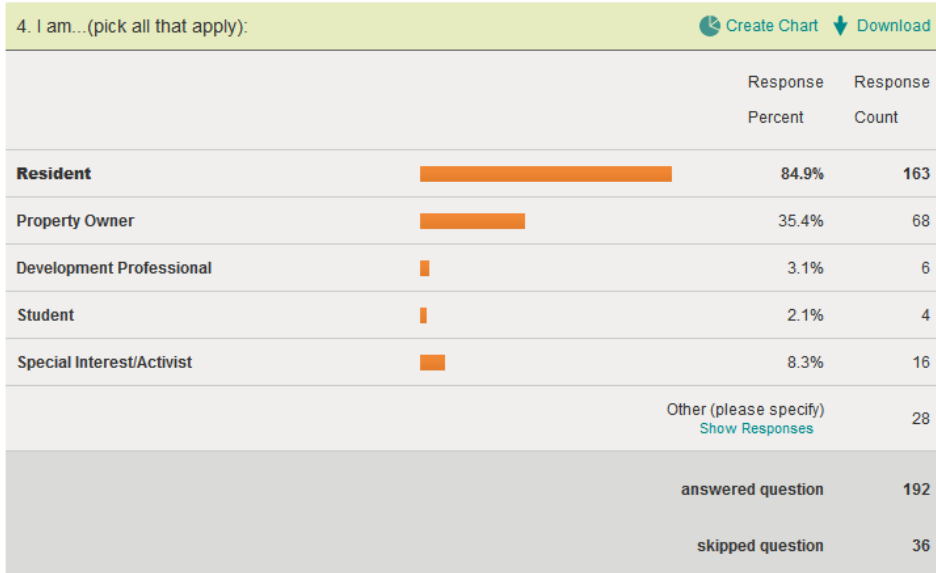 4. I am...(pick all that apply): Create Chart Download
Response Response
Percent Count
Resident 84.9% 163
Property Owner 35.4% 68
Development Professional 3.1% 6
Student 2.1% 4
Special Interest/Activist 8.3% 16
Other (please specify) 28
Show Responses
answered question 192
skipped question 36